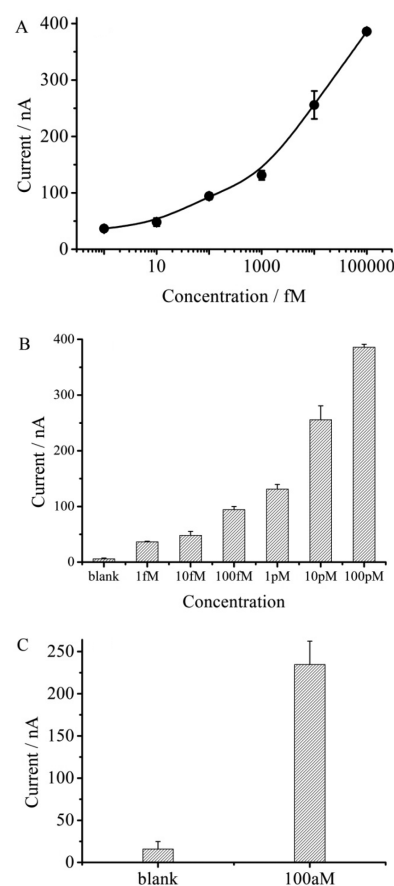 A
400
300
200
100
0
Current / nA
10 1000 100000
Concentration / fM
B
400
300
200
100
0
Current / nA
blank 1fM 10fM 100fM 1pM 10pM 100pM
Concentration
C
250
200
150
100
50
0
Current / nA
blank 100aM